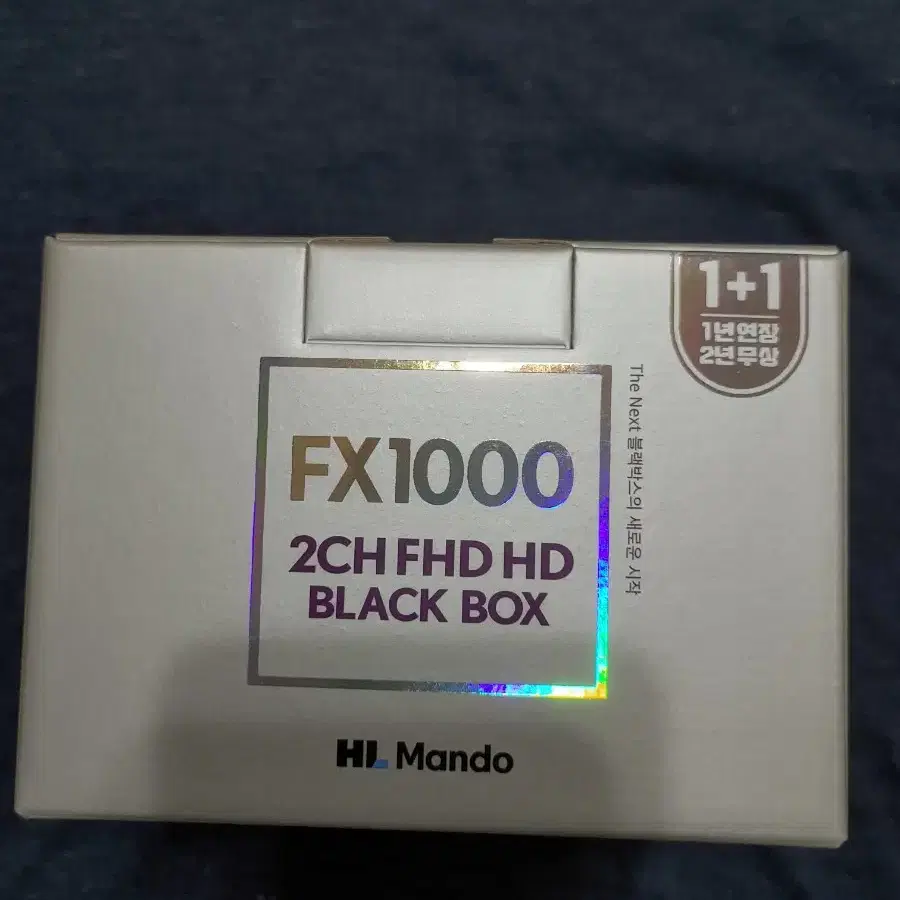 1+1
1년연장
2년무상
The Next 블랙박스의 새로운 시작
FX1000
2CH FHD HD
BLACK BOX
HL Mando